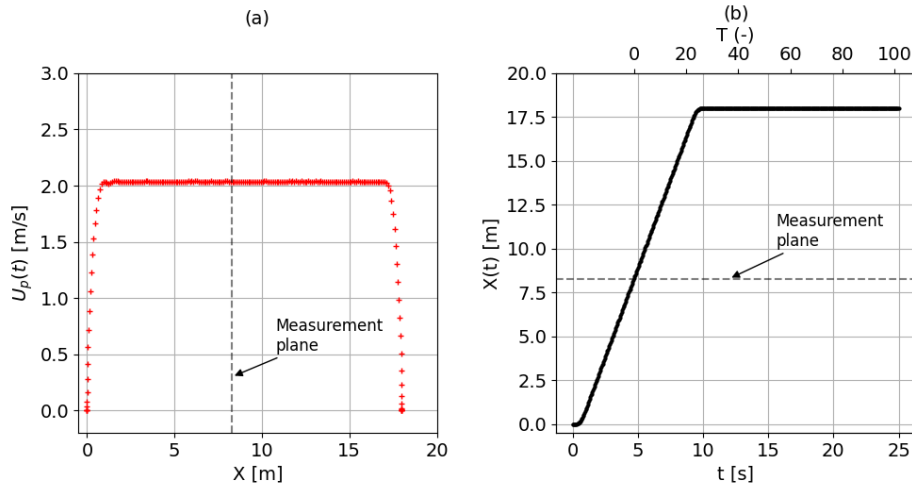 (a)
3.0
2.5
2.0
1.5
1.0
0.5
0.0
U_p(t) [m/s]
Measurement
plane
0 5 10 15 20
X [m]
(b)
T (-)
0 20 40 60 80 100
20.0
17.5
15.0
12.5
10.0
7.5
5.0
2.5
0.0
X(t) [m]
Measurement
plane
0 5 10 15 20 25
t [s]